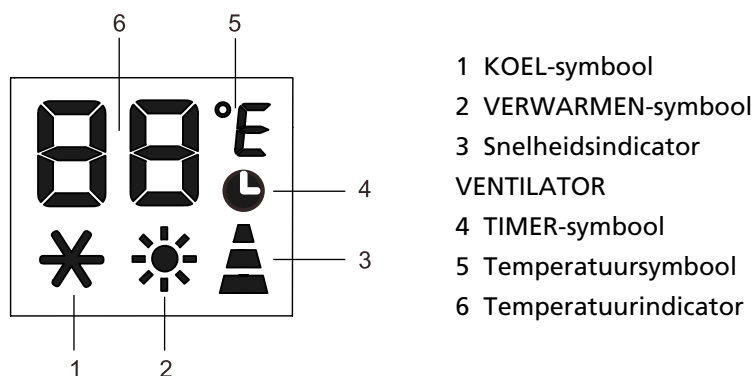 6 5
88 °E
4
3
1 2
1 KOEL-symbool
2 VERWARMEN-symbool
3 Snelheidsindicator
VENTILATOR
4 TIMER-symbool
5 Temperatuursymbool
6 Temperatuurindicator